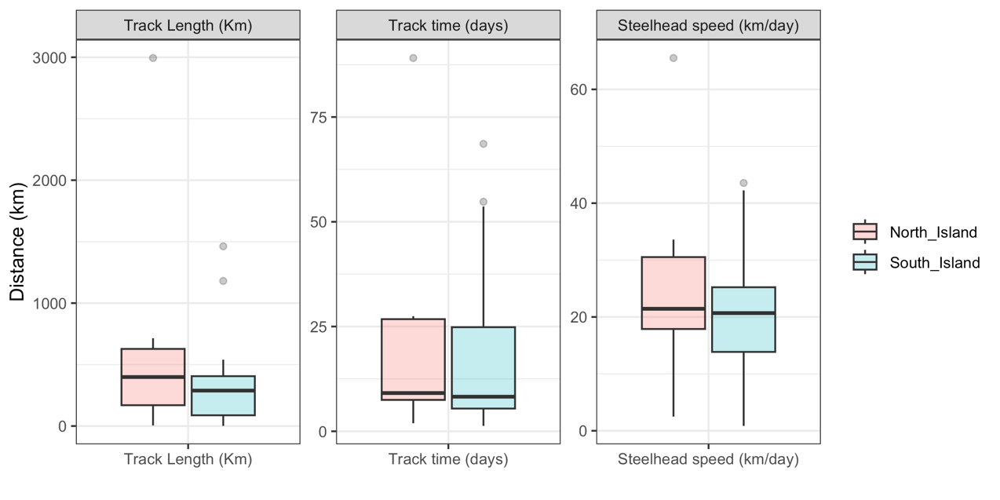 Track Length (Km)
Track time (days)
Steelhead speed (km/day)
Distance (km)
3000
2000
1000
0
75
50
25
0
60
40
20
0
Track Length (Km)
Track time (days)
Steelhead speed (km/day)
North_Island
South_Island